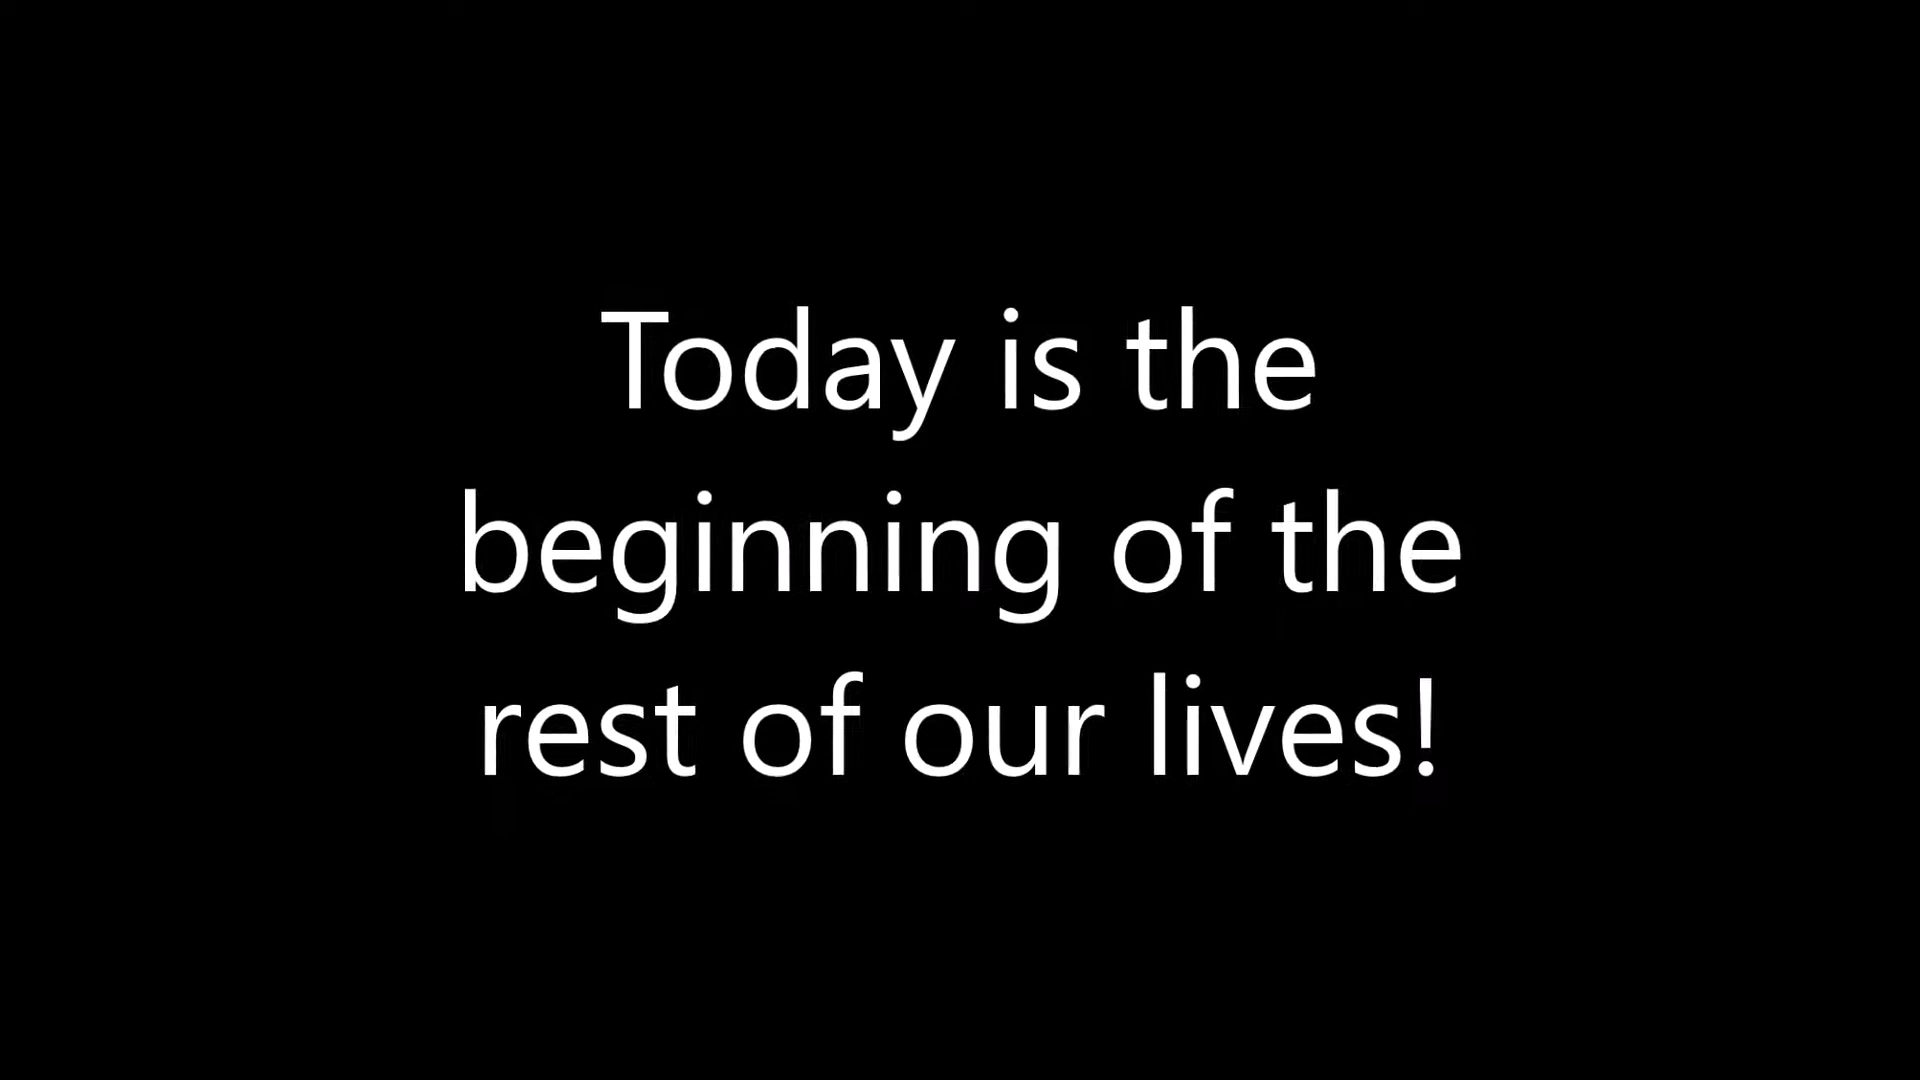 Today is the
beginning of the
rest of our lives!